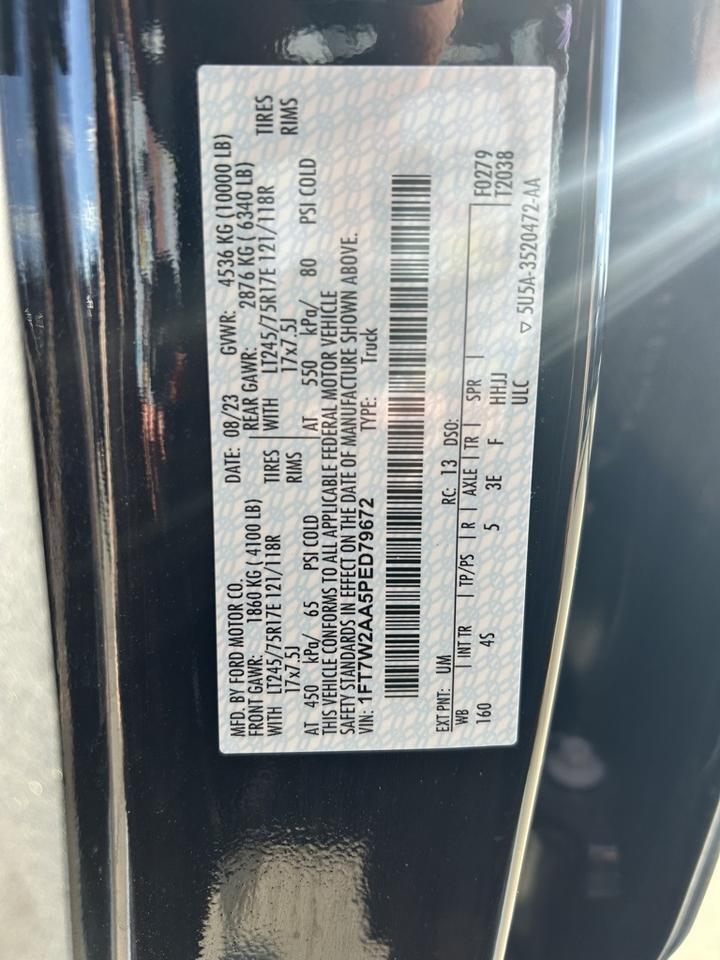 MFD. BY FORD MOTOR CO.
DATE: 08/23 GVWR: 4536 KG (10000 LB)
FRONT GAWR: 1860 KG ( 4100 LB) REAR GAWR: 2876 KG ( 6340 LB)
WITH LT245/75R17E 121/118R TIRES WITH LT245/75R17E 121/118R TIRES
17x7.5J RIMS 17x7.5J RIMS
AT 450 kPa/ 65 PSI COLD AT 550 kPa/ 80 PSI COLD
THIS VEHICLE CONFORMS TO ALL APPLICABLE FEDERAL MOTOR VEHICLE
SAFETY STANDARDS IN EFFECT ON THE DATE OF MANUFACTURE SHOWN ABOVE.
VIN: 1FT7W2AA5PED79672 TYPE: Truck
F0279
T2038
EXT PNT: UM RC: 13 DSO:
WB INT TR TP/PS R AXLE TR SPR
160 4S 5 3E F HHJJ
ULC
▽ 5U5A-3520472-AA